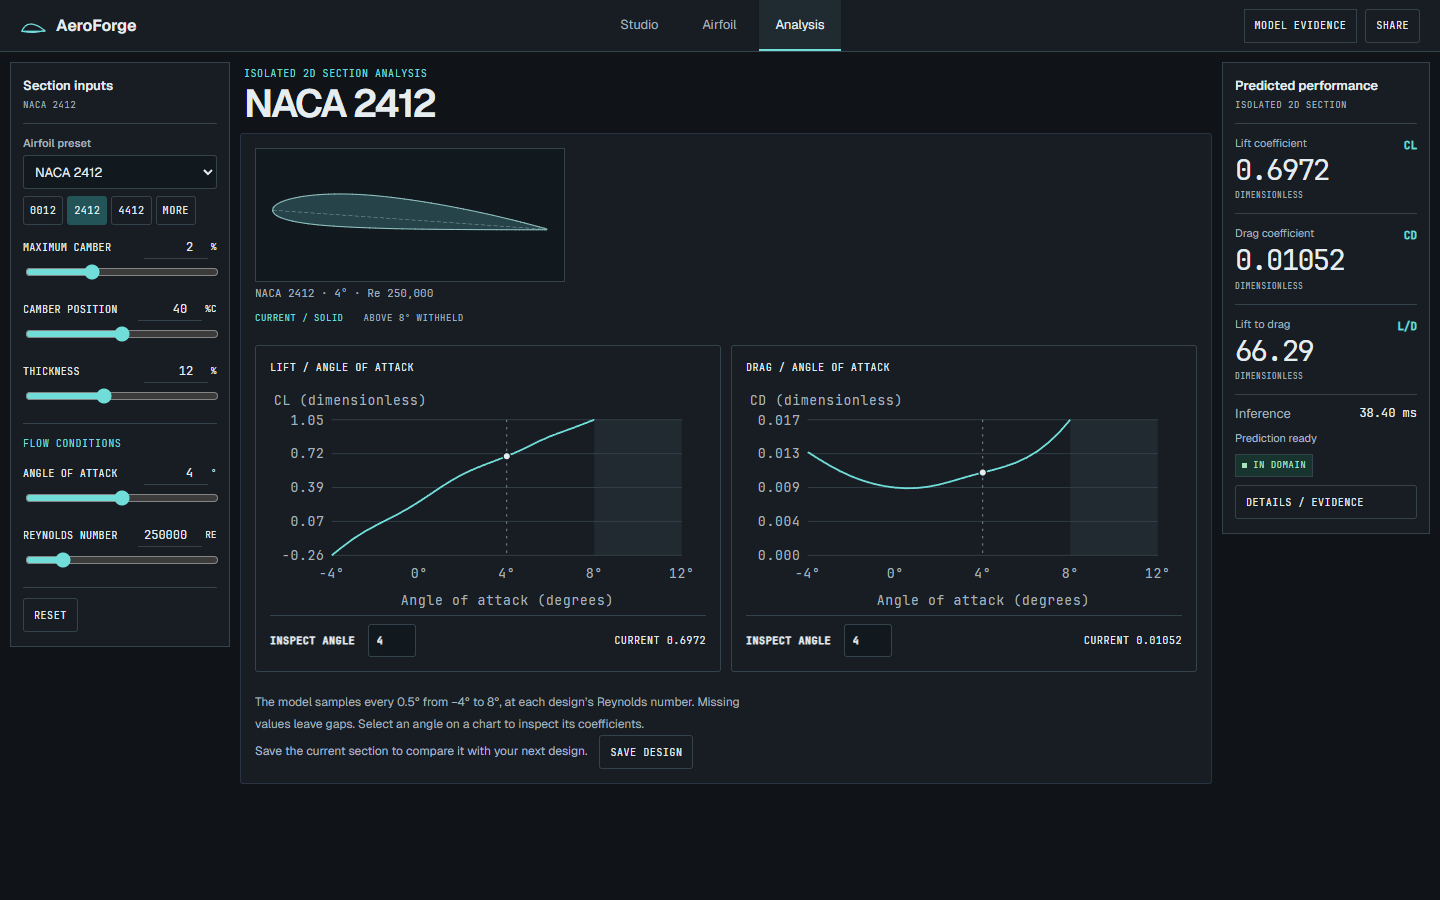 AeroForge
Studio
Airfoil
Analysis
MODEL EVIDENCE
SHARE
Section inputs
NACA 2412
Airfoil preset
NACA 2412
0012
2412
4412
MORE
MAXIMUM CAMBER 2 %
CAMBER POSITION 40 %C
THICKNESS 12 %
FLOW CONDITIONS
ANGLE OF ATTACK 4 °
REYNOLDS NUMBER 250000 RE
RESET
ISOLATED 2D SECTION ANALYSIS
NACA 2412
NACA 2412 · 4° · Re 250,000
CURRENT / SOLID
ABOVE 8° WITHHELD
LIFT / ANGLE OF ATTACK
CL (dimensionless)
1.05
0.72
0.39
0.07
-0.26
-4° 0° 4° 8° 12°
Angle of attack (degrees)
INSPECT ANGLE 4
CURRENT 0.6972
DRAG / ANGLE OF ATTACK
CD (dimensionless)
0.017
0.013
0.009
0.004
0.000
-4° 0° 4° 8° 12°
Angle of attack (degrees)
INSPECT ANGLE 4
CURRENT 0.01052
The model samples every 0.5° from −4° to 8°, at each design's Reynolds number. Missing
values leave gaps. Select an angle on a chart to inspect its coefficients.
Save the current section to compare it with your next design.
SAVE DESIGN
Predicted performance
ISOLATED 2D SECTION
Lift coefficient CL
0.6972
DIMENSIONLESS
Drag coefficient CD
0.01052
DIMENSIONLESS
Lift to drag L/D
66.29
DIMENSIONLESS
Inference 38.40 ms
Prediction ready
IN DOMAIN
DETAILS / EVIDENCE